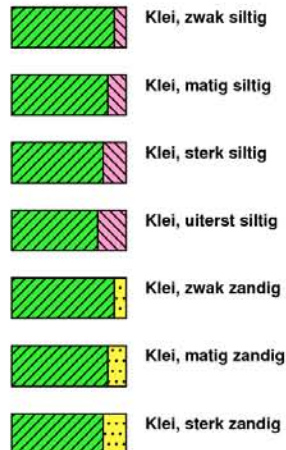 Klei, zwak siltig
Klei, matig siltig
Klei, sterk siltig
Klei, uiterst siltig
Klei, zwak zandig
Klei, matig zandig
Klei, sterk zandig